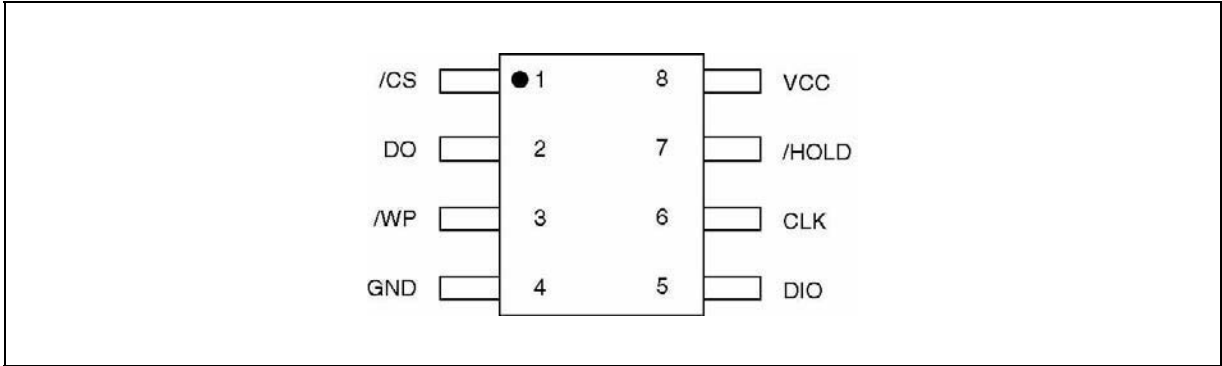 /CS 1 8 VCC
DO 2 7 /HOLD
/WP 3 6 CLK
GND 4 5 DIO